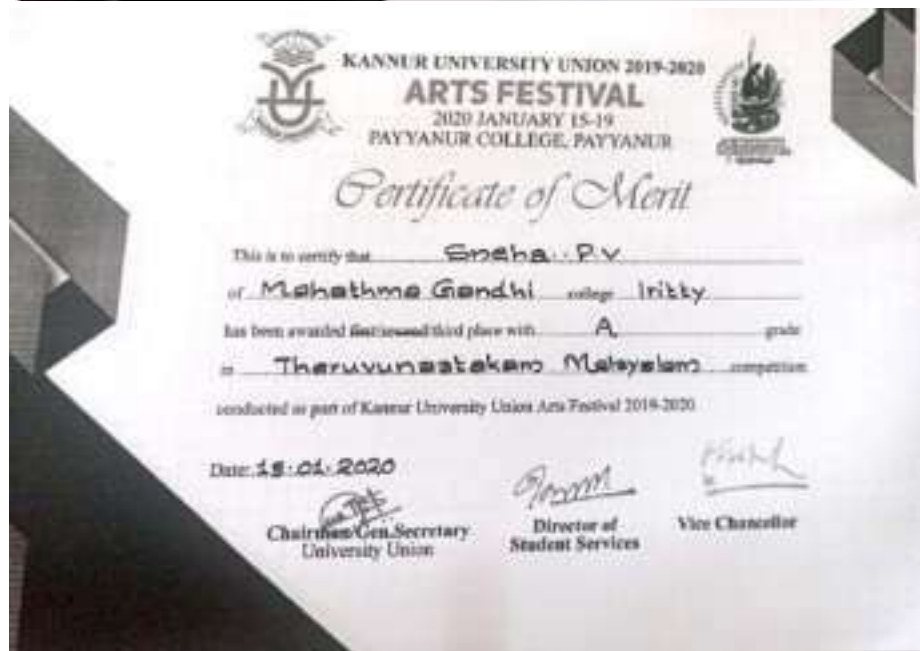 KANNUR UNIVERSITY UNION 2019-2020
ARTS FESTIVAL
2020 JANUARY 15-19
PAYYANUR COLLEGE, PAYYANUR
Certificate of Merit
This is to certify that Sneha. P.V
of Mahathma Gandhi college Iritty
has been awarded first/second/third place with A grade
in Theruvunaatakam Malayalam competition
conducted as part of Kannur University Union Arts Festival 2019-2020
Date: 15.01.2020
Chairman/Gen.Secretary
University Union
Director of
Student Services
Vice Chancellor